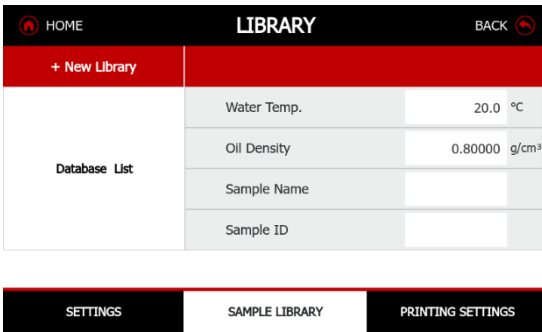 HOME LIBRARY BACK
+ New Library
Water Temp. 20.0 °C
Oil Density 0.80000 g/cm³
Database List
Sample Name
Sample ID
SETTINGS SAMPLE LIBRARY PRINTING SETTINGS